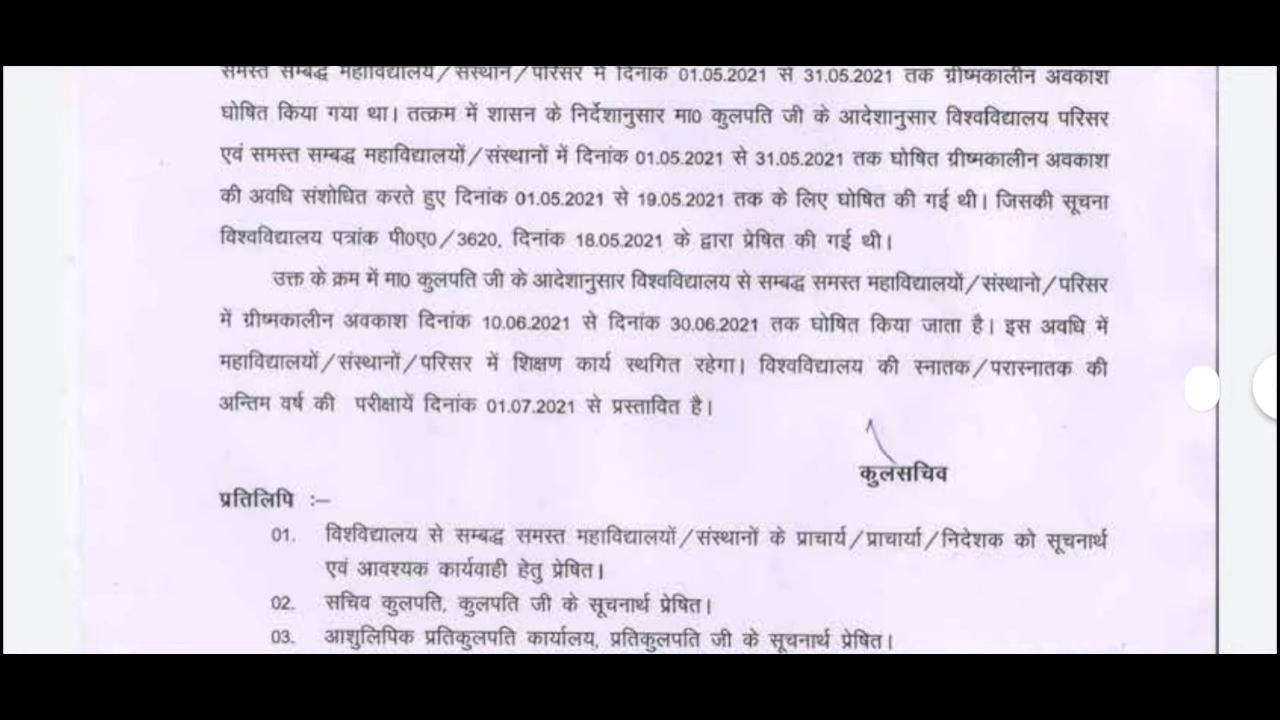 समस्त सम्बद्ध महाविद्यालय/संस्थान/परिसर में दिनांक 01.05.2021 से 31.05.2021 तक ग्रीष्मकालीन अवकाश
घोषित किया गया था। तत्क्रम में शासन के निर्देशानुसार मा0 कुलपति जी के आदेशानुसार विश्वविद्यालय परिसर
एवं समस्त सम्बद्ध महाविद्यालयों/संस्थानों में दिनांक 01.05.2021 से 31.05.2021 तक घोषित ग्रीष्मकालीन अवकाश
की अवधि संशोधित करते हुए दिनांक 01.05.2021 से 19.05.2021 तक के लिए घोषित की गई थी। जिसकी सूचना
विश्वविद्यालय पत्रांक पी0ए0/3620, दिनांक 18.05.2021 के द्वारा प्रेषित की गई थी।
उक्त के क्रम में मा0 कुलपति जी के आदेशानुसार विश्वविद्यालय से सम्बद्ध समस्त महाविद्यालयों/संस्थानो/परिसर
में ग्रीष्मकालीन अवकाश दिनांक 10.06.2021 से दिनांक 30.06.2021 तक घोषित किया जाता है। इस अवधि में
महाविद्यालयों/संस्थानों/परिसर में शिक्षण कार्य स्थगित रहेगा। विश्वविद्यालय की स्नातक/परास्नातक की
अन्तिम वर्ष की परीक्षायें दिनांक 01.07.2021 से प्रस्तावित है।
कुलसचिव
प्रतिलिपि :–
01. विश्वविद्यालय से सम्बद्ध समस्त महाविद्यालयों/संस्थानों के प्राचार्य/प्राचार्या/निदेशक को सूचनार्थ
एवं आवश्यक कार्यवाही हेतु प्रेषित।
02. सचिव कुलपति, कुलपति जी के सूचनार्थ प्रेषित।
03. आशुलिपिक प्रतिकुलपति कार्यालय, प्रतिकुलपति जी के सूचनार्थ प्रेषित।